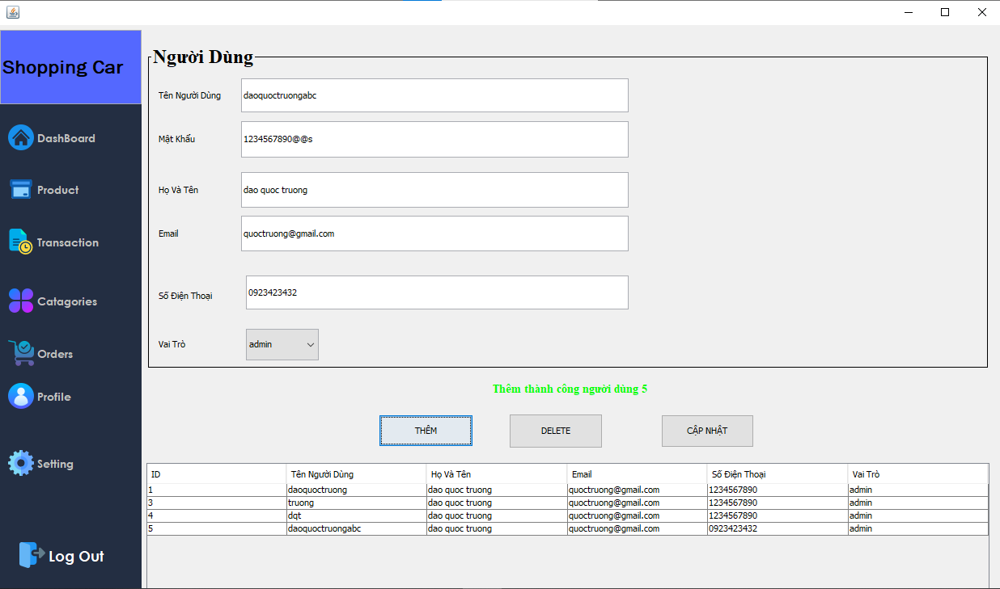 Shopping Car
DashBoard
Product
Transaction
Catagories
Orders
Profile
Setting
Log Out
Người Dùng
Tên Người Dùng daoquoctruongabc
Mật Khẩu 1234567890@@s
Họ Và Tên dao quoc truong
Email quoctruong@gmail.com
Số Điện Thoại 0923423432
Vai Trò admin
Thêm thành công người dùng 5
THÊM DELETE CẬP NHẬT
ID Tên Người Dùng Họ Và Tên Email Số Điện Thoại Vai Trò
1 daoquoctruong dao quoc truong quoctruong@gmail.com 1234567890 admin
3 truong dao quoc truong quoctruong@gmail.com 1234567890 admin
4 dqt dao quoc truong quoctruong@gmail.com 1234567890 admin
5 daoquoctruongabc dao quoc truong quoctruong@gmail.com 0923423432 admin